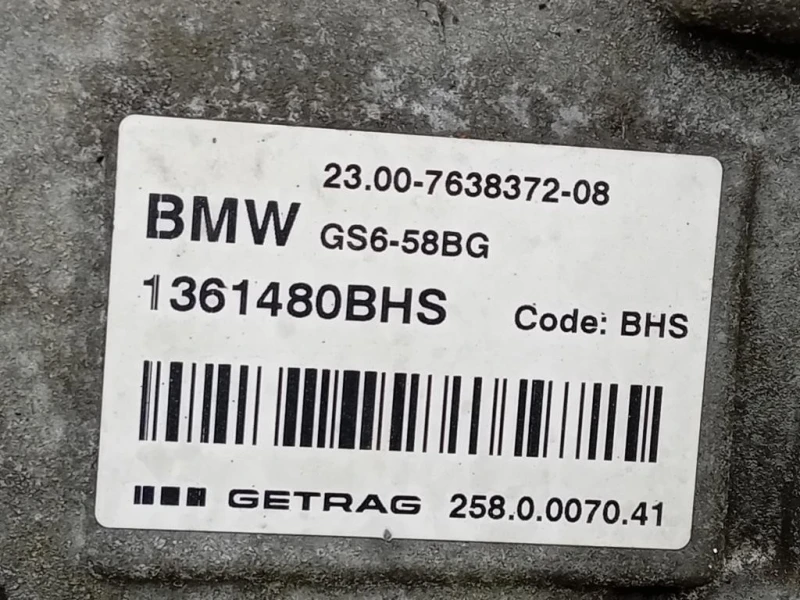 23.00-7638372-08
BMW GS6-58BG
1361480BHS Code: BHS
GETRAG 258.0.0070.41